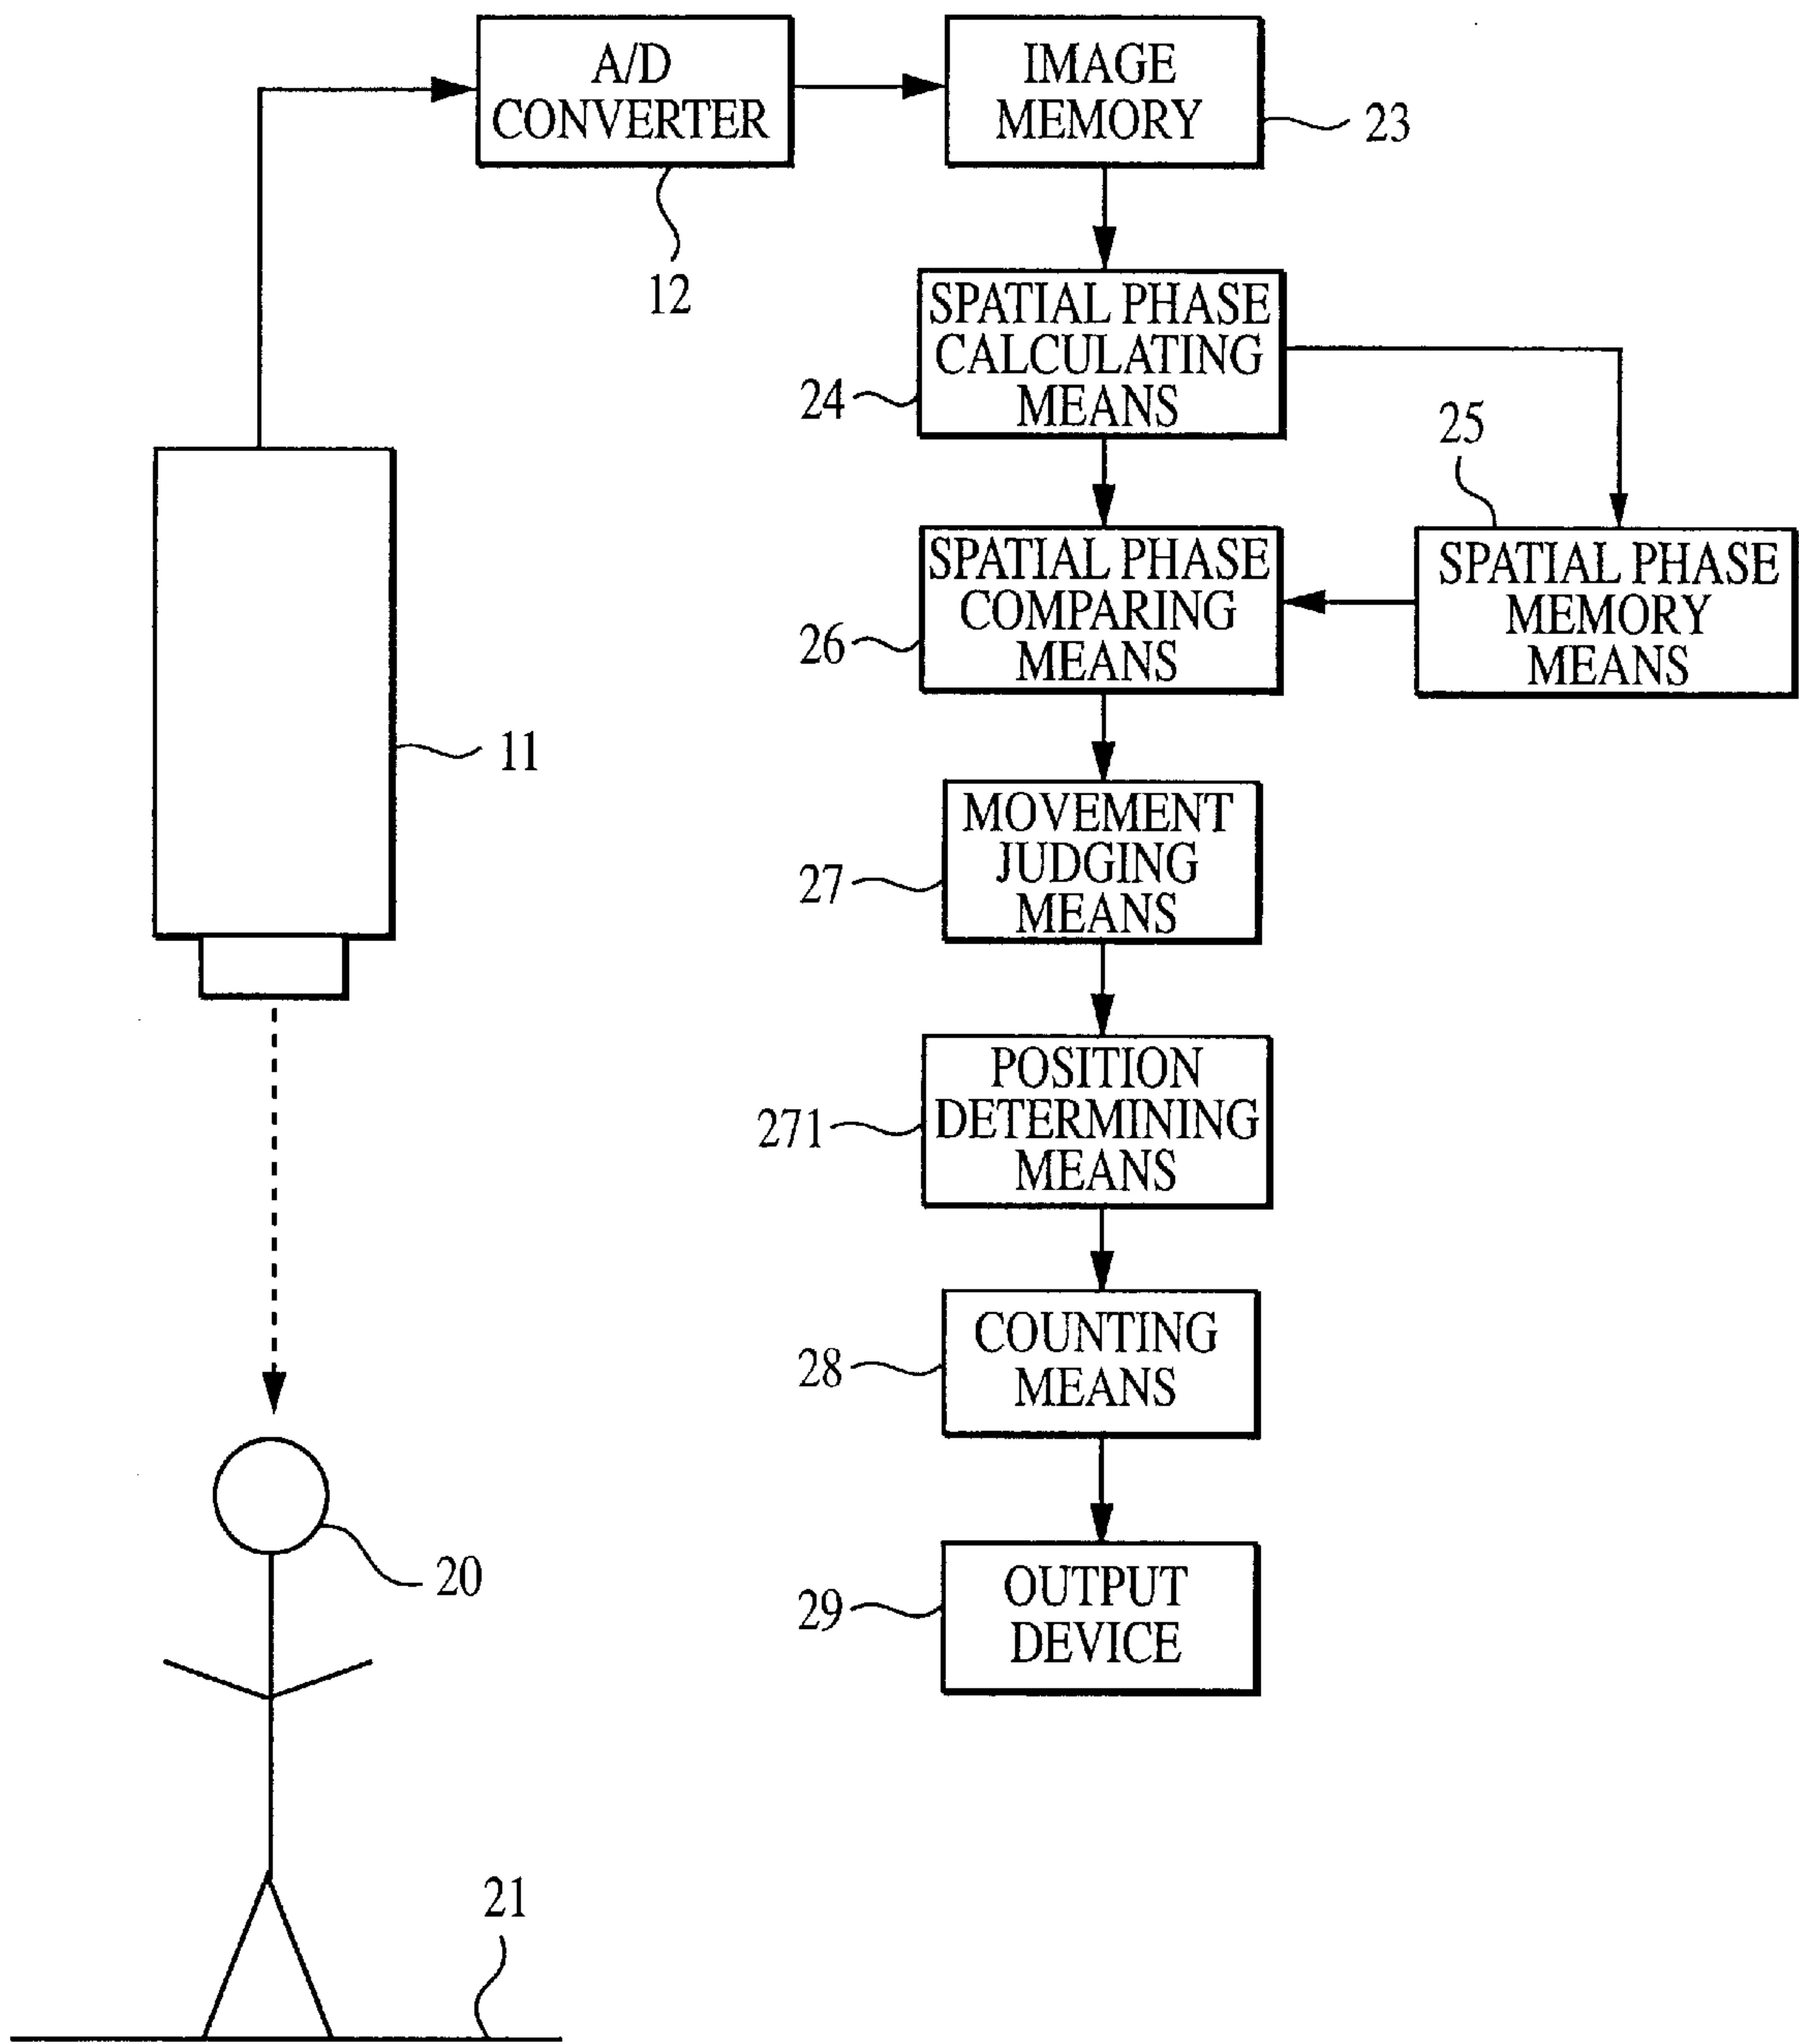 A/D
CONVERTER
12
IMAGE
MEMORY
23
SPATIAL PHASE
CALCULATING
MEANS
24
25
SPATIAL PHASE
COMPARING
MEANS
26
SPATIAL PHASE
MEMORY
MEANS
11
MOVEMENT
JUDGING
MEANS
27
POSITION
DETERMINING
MEANS
271
COUNTING
MEANS
28
20
OUTPUT
DEVICE
29
21